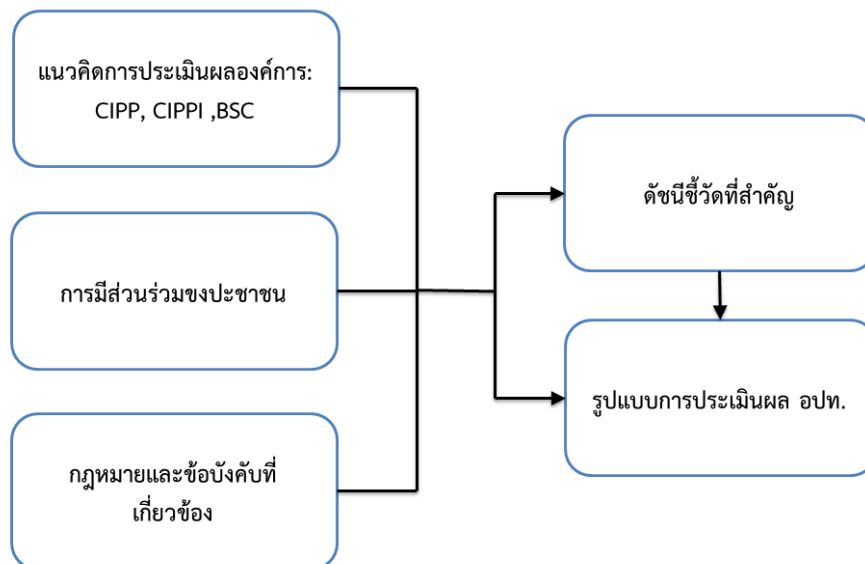 แนวคิดการประเมินผลองค์การ:
CIPP, CIPPI ,BSC
การมีส่วนร่วมขงปะชาชน
กฎหมายและข้อบังคับที่
เกี่ยวข้อง
ดัชนีชี้วัดที่สำคัญ
รูปแบบการประเมินผล อปท.